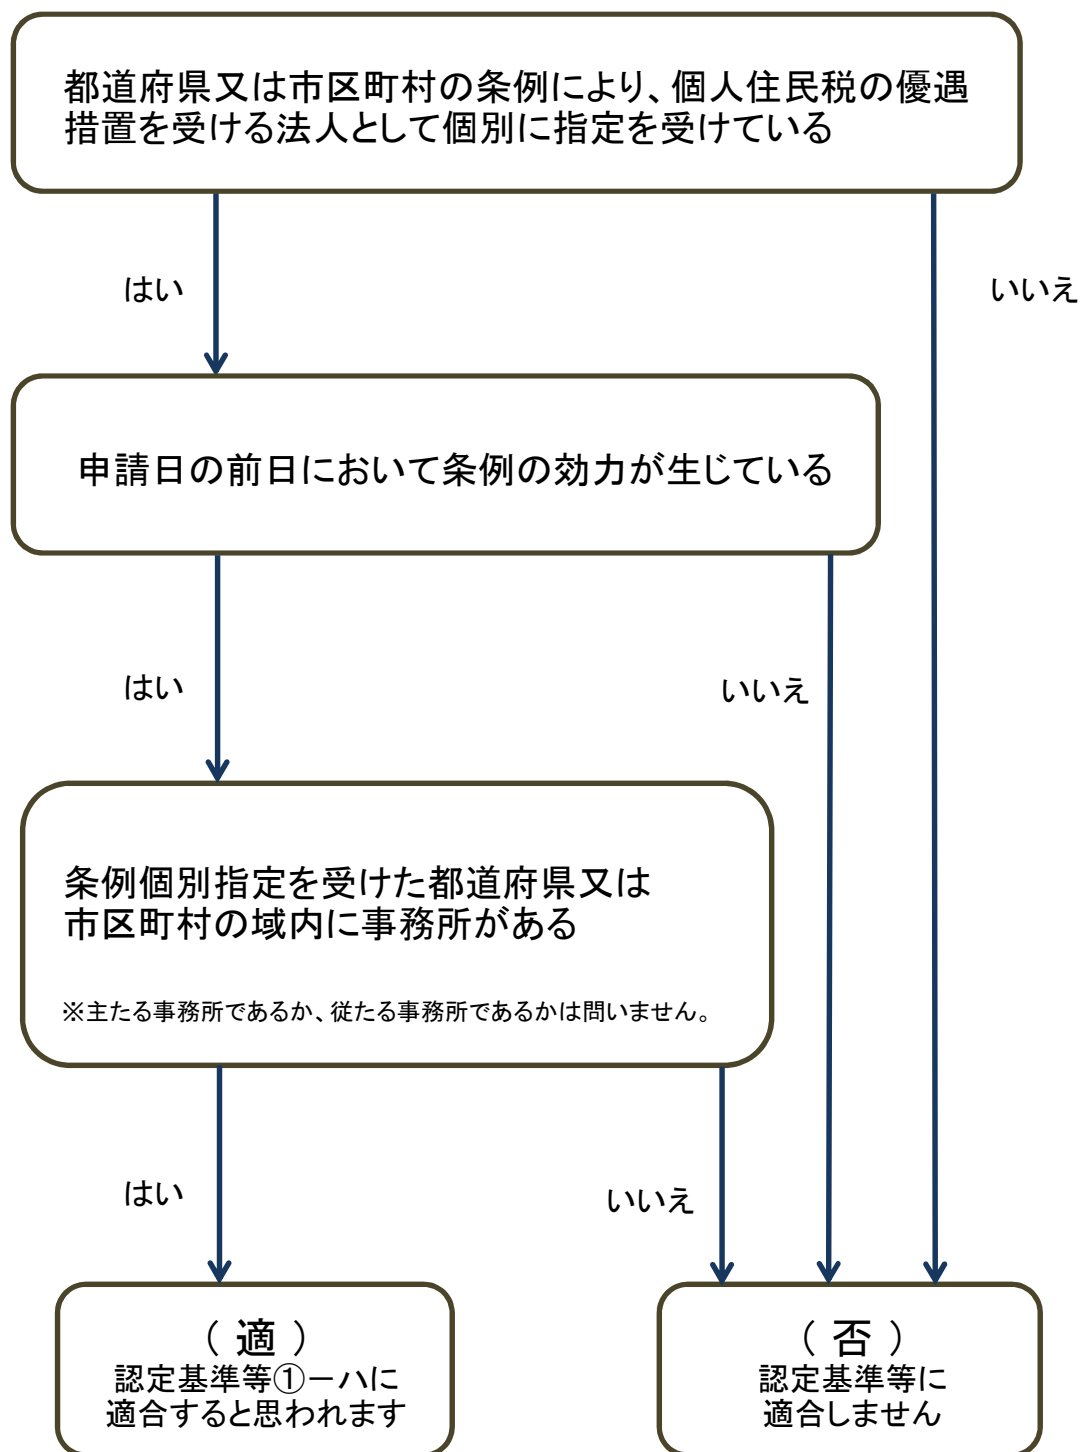 都道府県又は市区町村の条例により、個人住民税の優遇
措置を受ける法人として個別に指定を受けている
はい
いいえ
申請日の前日において条例の効力が生じている
はい
いいえ
条例個別指定を受けた都道府県又は
市区町村の域内に事務所がある
※主たる事務所であるか、従たる事務所であるかは問いません。
はい
いいえ
（ 適 ）
認定基準等①－ハに
適合すると思われます
（ 否 ）
認定基準等に
適合しません